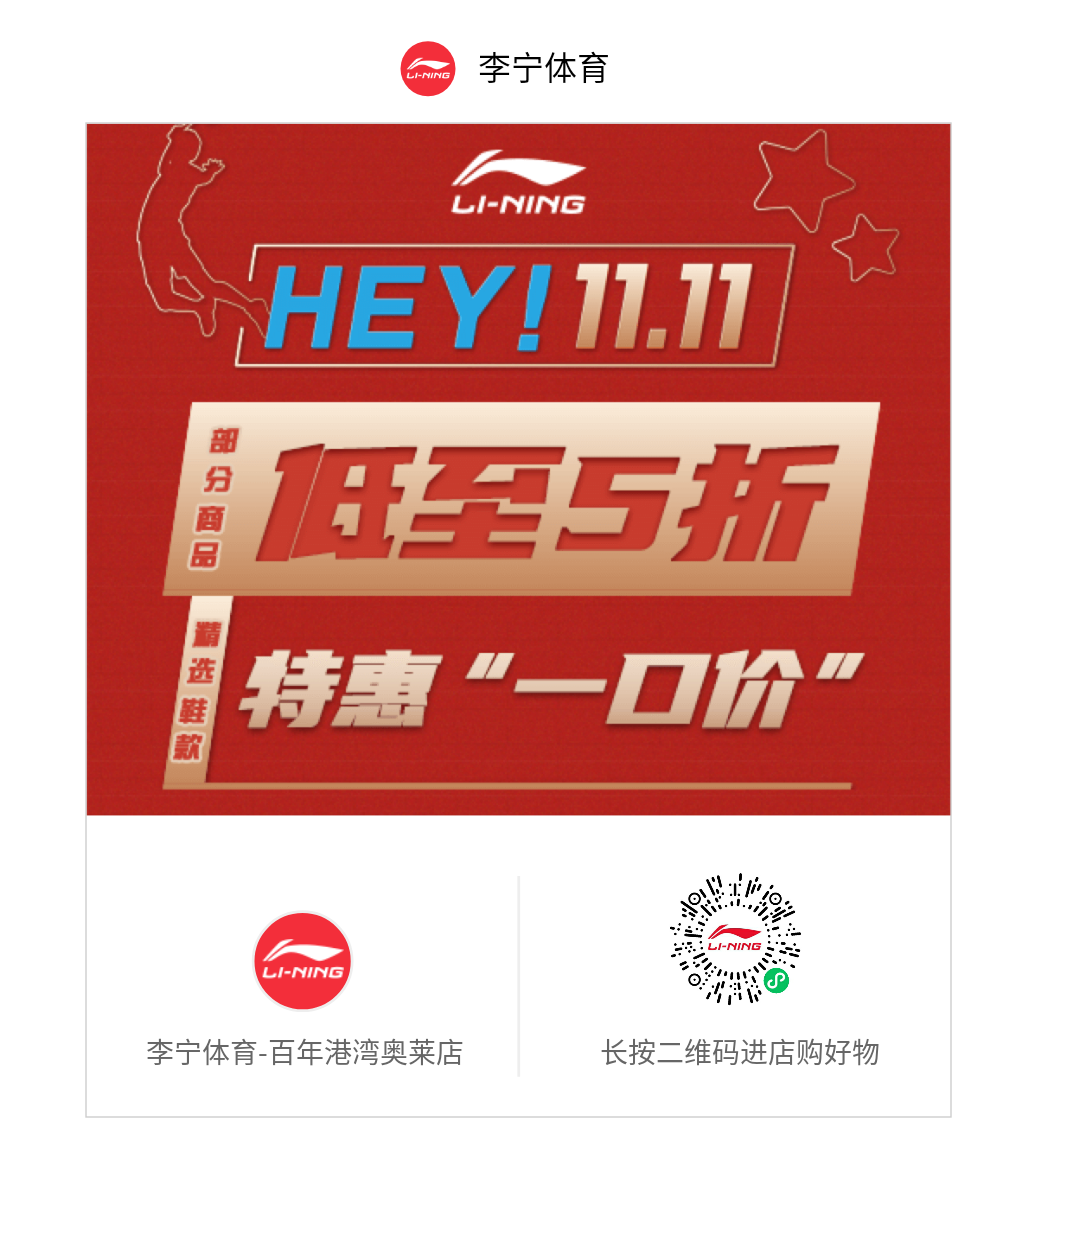 LI-NING
李宁体育
LI-NING
HEY! 11.11
部分商品
低至5折
精选鞋款
特惠“一口价”
LI-NING
LI-NING
李宁体育-百年港湾奥莱店
长按二维码进店购好物